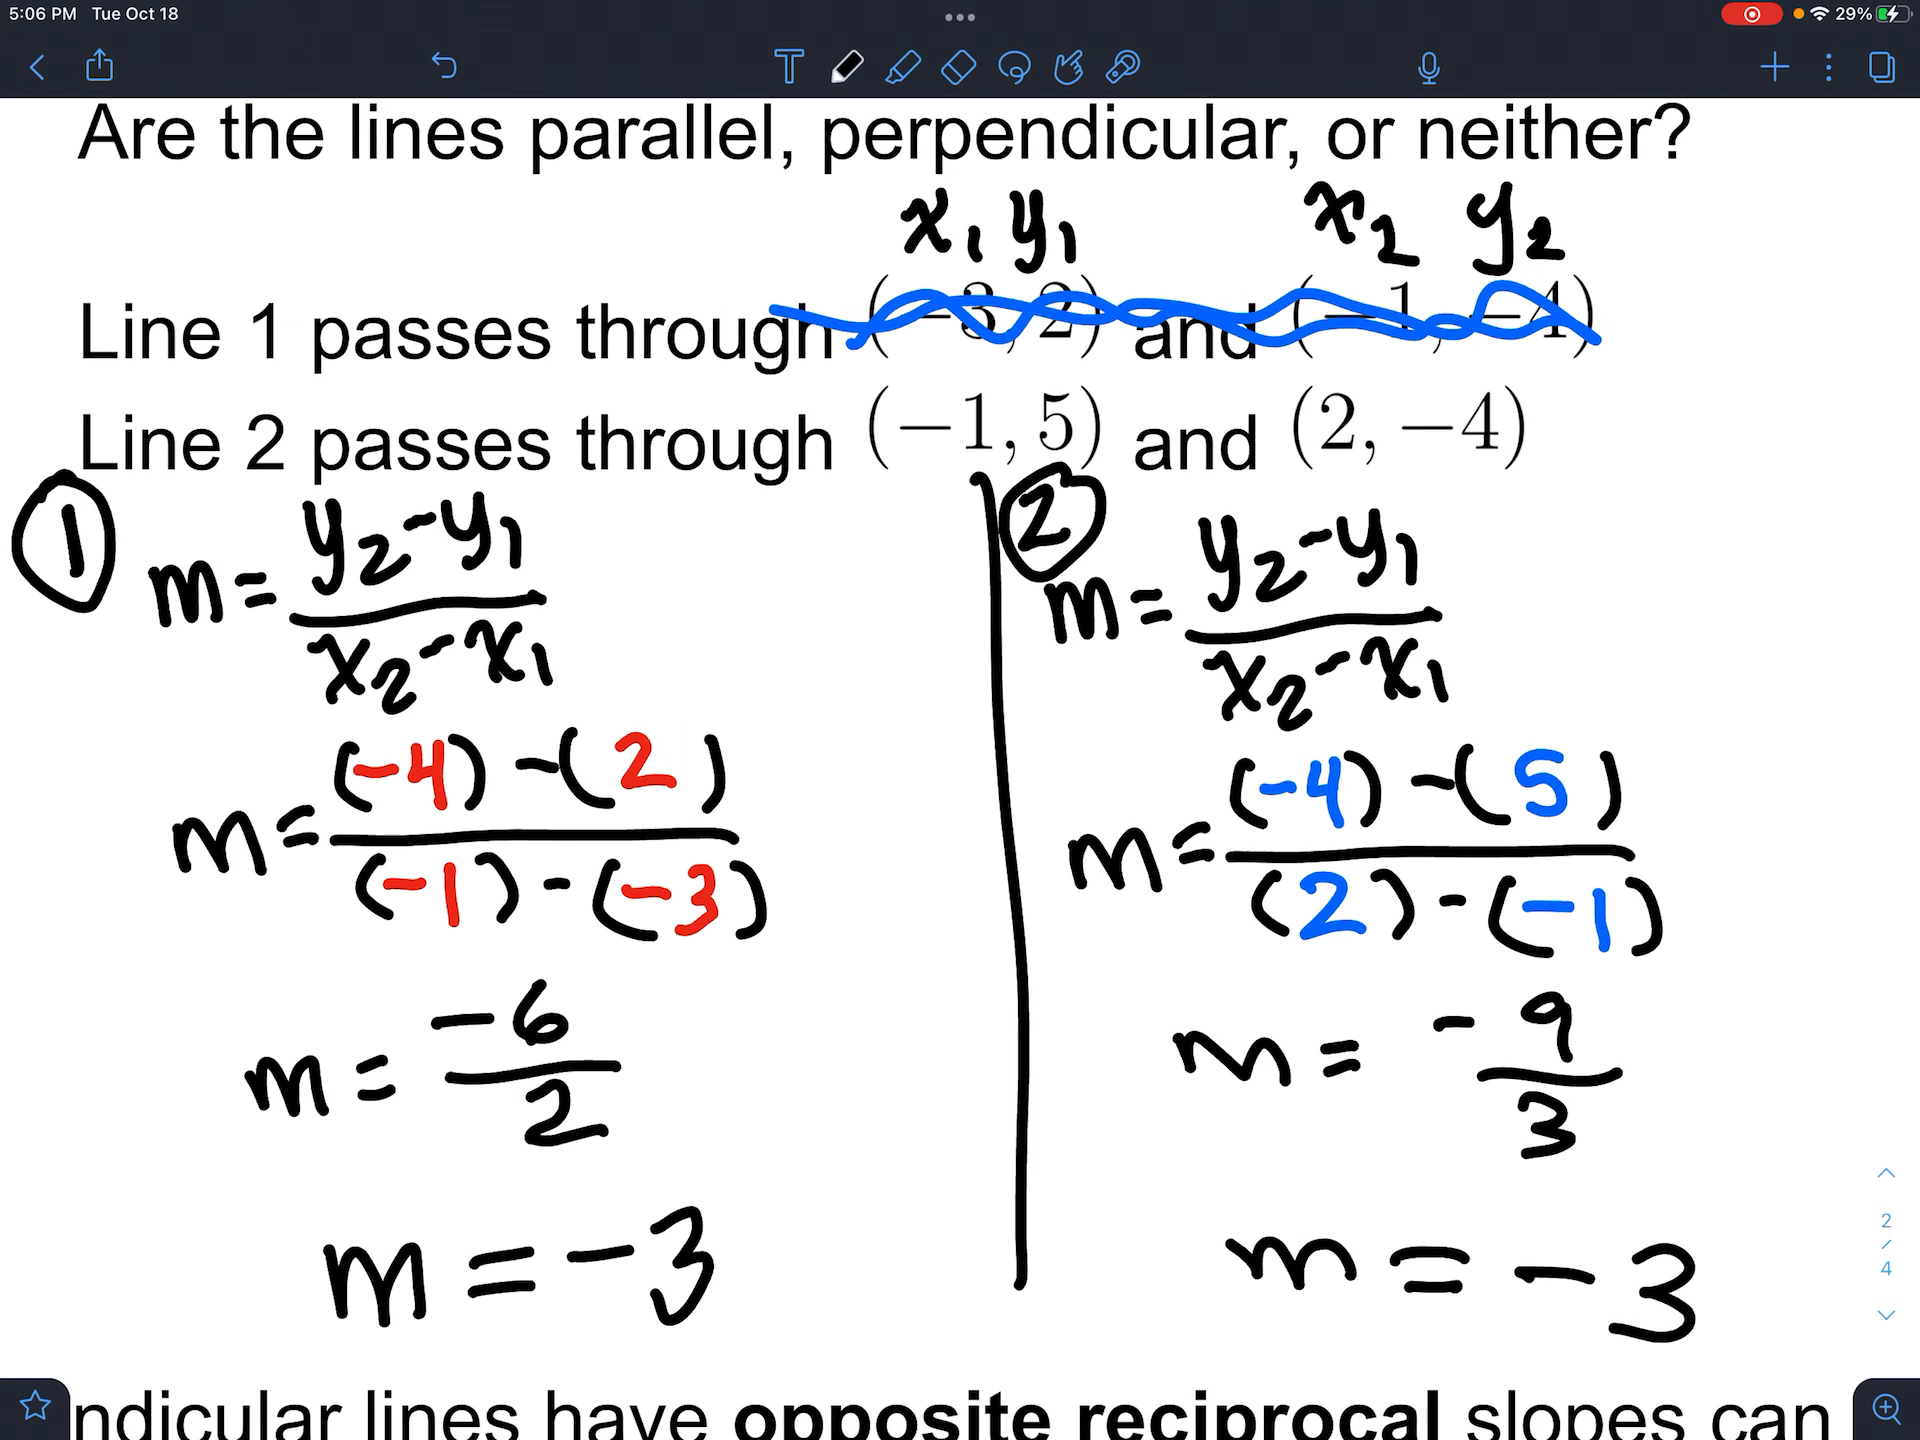 5:06 PM Tue Oct 18
29%
Are the lines parallel, perpendicular, or neither?
x₁ y₁ x₂ y₂
Line 1 passes through (−3, 2) and (−1, −4)
Line 2 passes through (−1, 5) and (2, −4)
① m = (y₂ - y₁)/(x₂ - x₁)
m = ((-4) - (2))/((-1) - (-3))
m = -6/2
m = -3
② m = (y₂ - y₁)/(x₂ - x₁)
m = ((-4) - (5))/((2) - (-1))
m = -9/3
m = -3
2/4
ndicular lines have opposite reciprocal slopes can